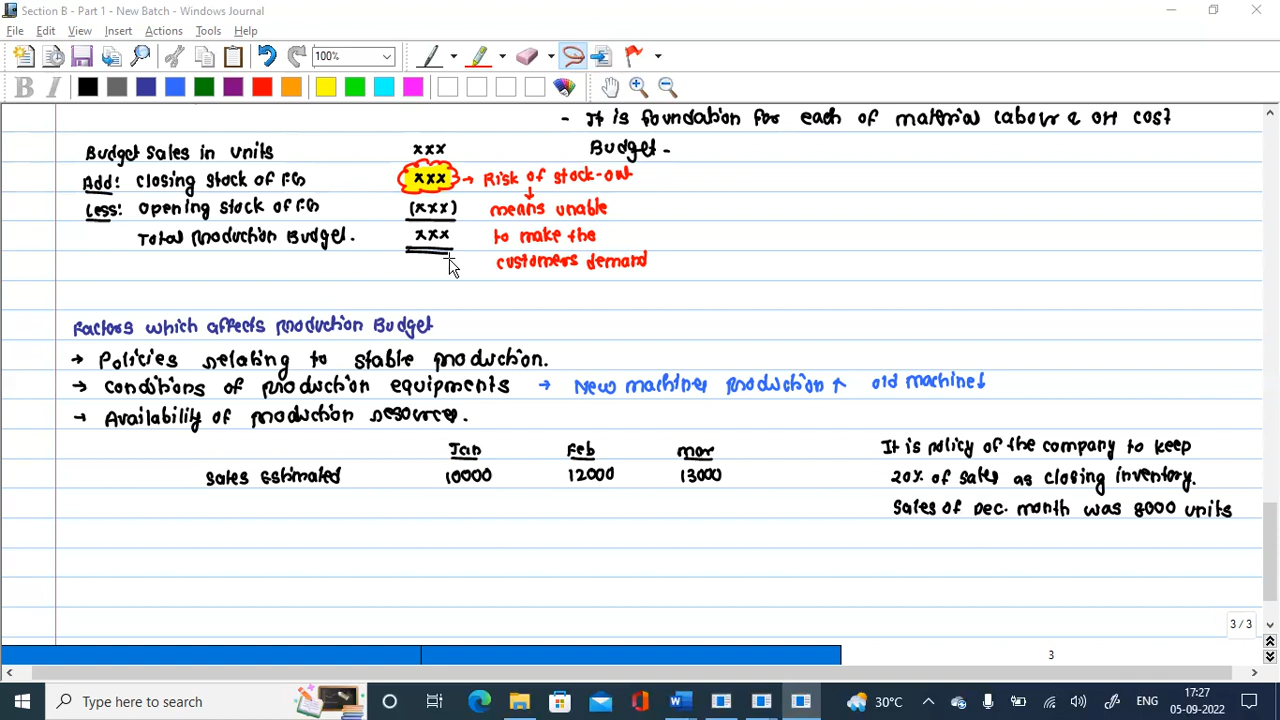 Section B - Part 1 - New Batch - Windows Journal
File Edit View Insert Actions Tools Help
100%
B I
- It is foundation for each of material labour & OH cost
Budget.
Budget Sales in units xxx
Add: Closing Stock of FG xxx → Risk of stock-out
Less: Opening Stock of FG (xxx) means unable
Total Production Budget. xxx to make the
customers demand
Factors which affects Production Budget
→ Policies relating to stable production.
→ Conditions of production equipments → New machines production ↑ old machines
→ Availability of production resources.
Jan Feb Mar
Sales Estimated 10000 12000 13000
It is policy of the company to keep
20% of sales as closing inventory.
Sales of Dec. month was 8000 units
3 / 3
3
Type here to search
30°C
ENG
17:27
05-09-2022